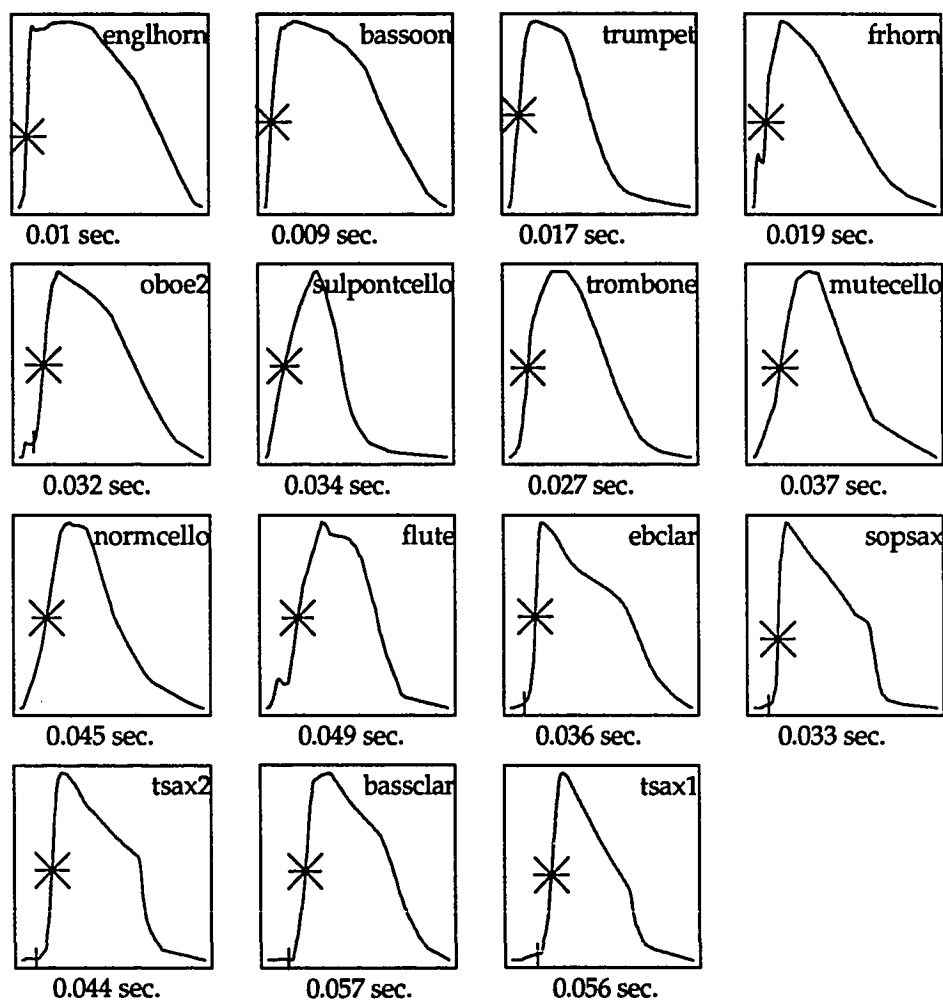 englhorn bassoon trumpet frhorn
0.01 sec. 0.009 sec. 0.017 sec. 0.019 sec.
oboe2 sulpontcello trombone mutecello
0.032 sec. 0.034 sec. 0.027 sec. 0.037 sec.
normcello flute ebclar sopsax
0.045 sec. 0.049 sec. 0.036 sec. 0.033 sec.
tsax2 bassclar tsax1
0.044 sec. 0.057 sec. 0.056 sec.